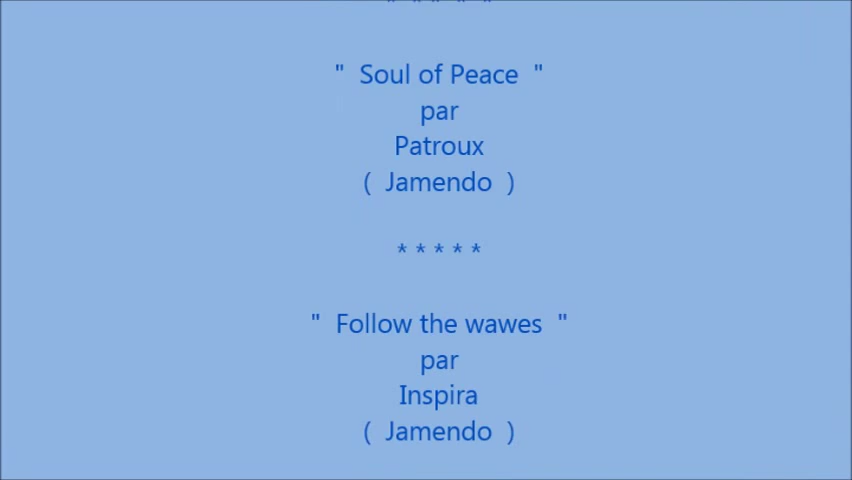 * * * * *
" Soul of Peace "
par
Patroux
( Jamendo )
* * * * *
" Follow the wawes "
par
Inspira
( Jamendo )